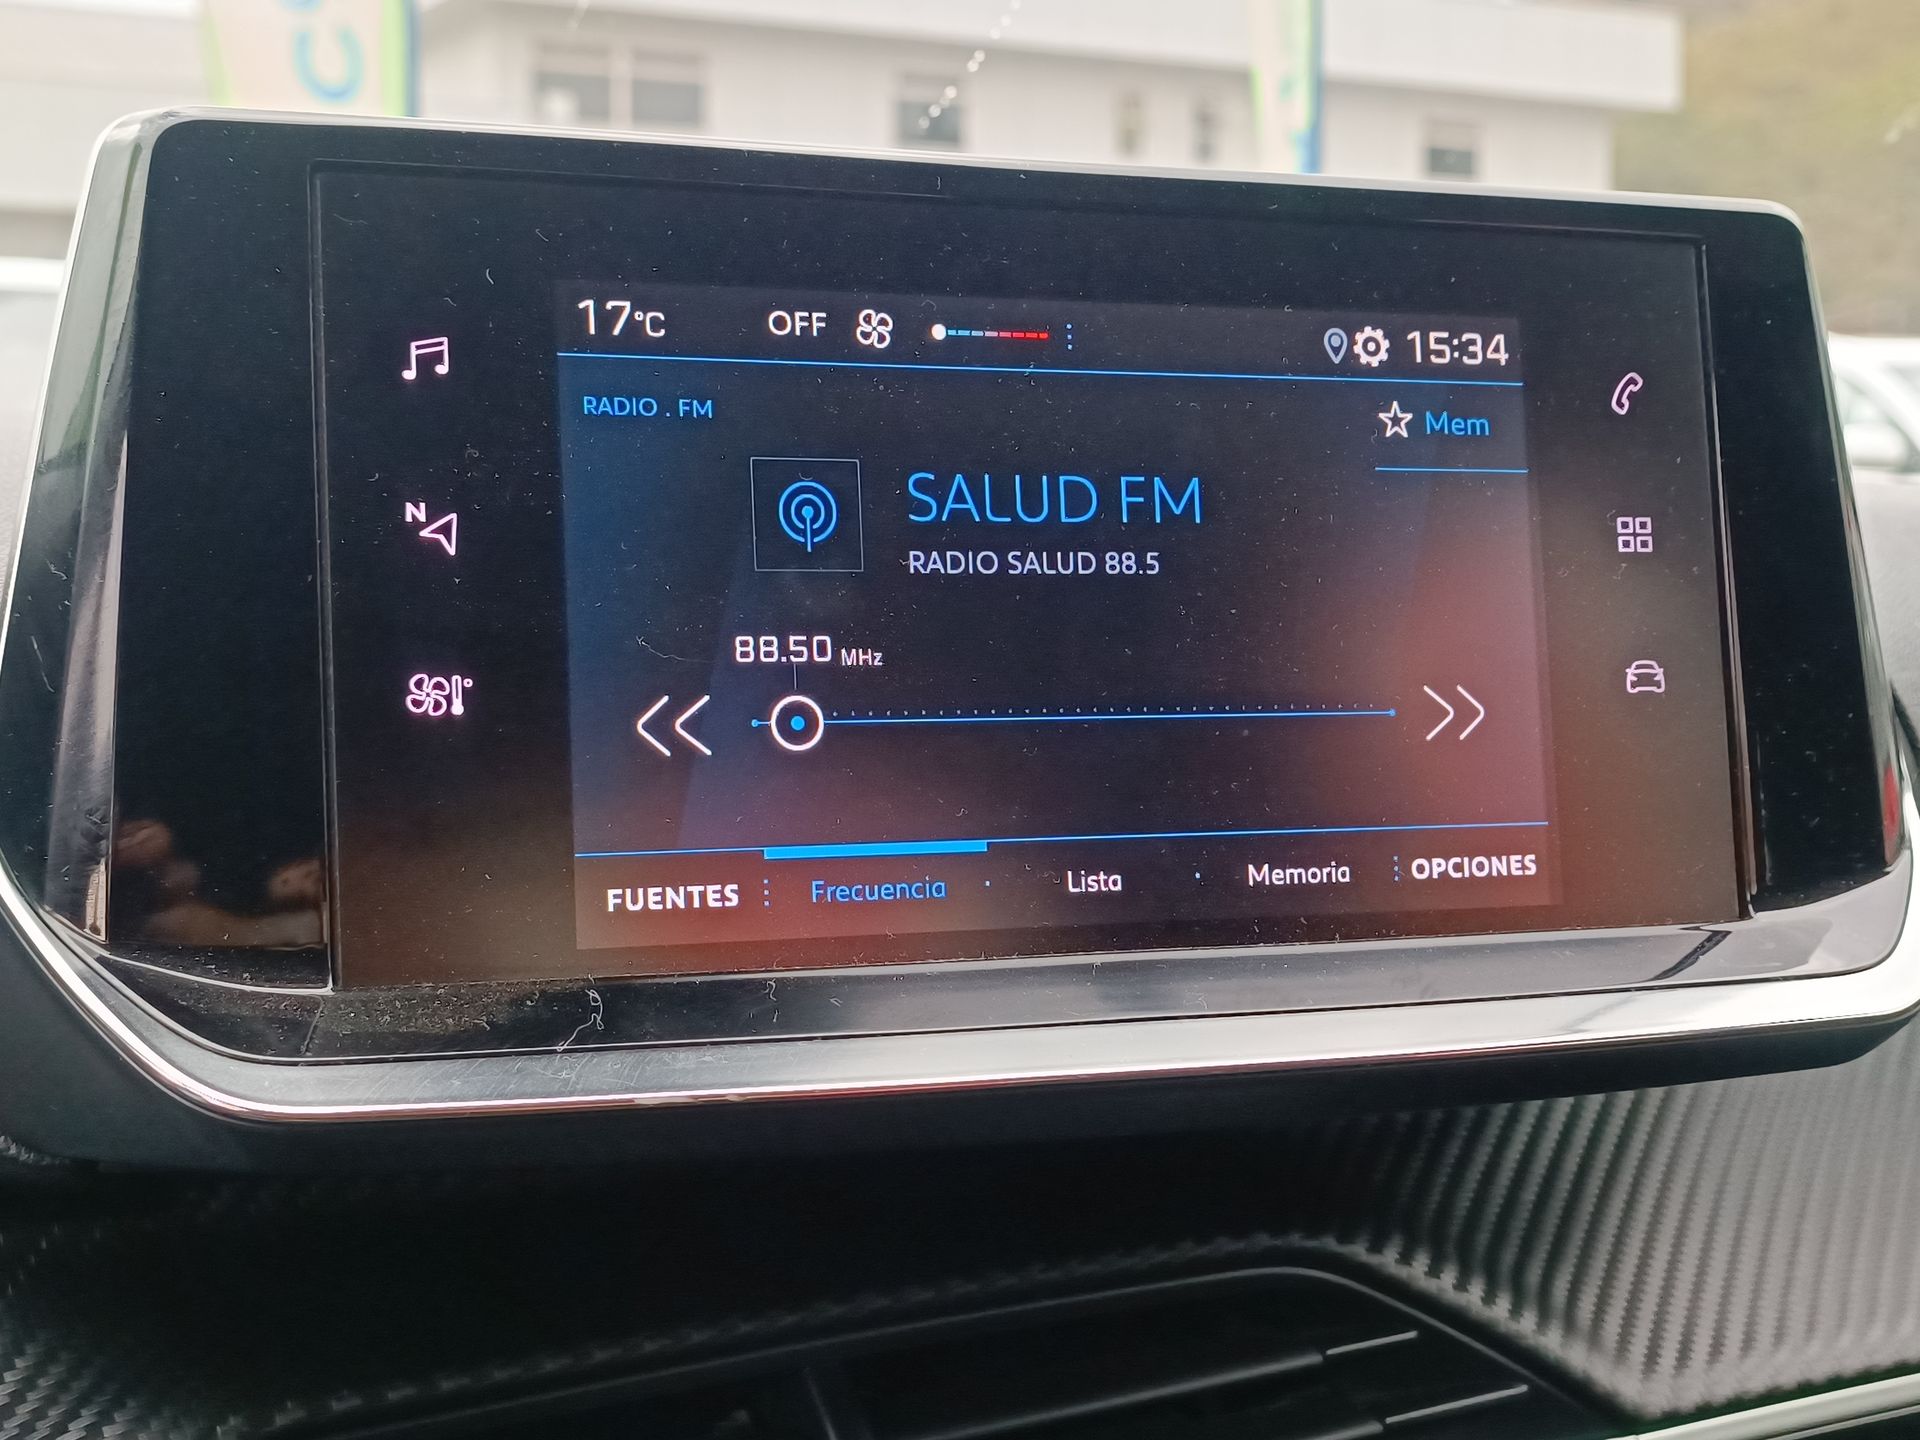 17°C OFF 15:34
RADIO . FM
Mem
SALUD FM
RADIO SALUD 88.5
88.50 MHz
N
FUENTES Frecuencia Lista Memoria OPCIONES